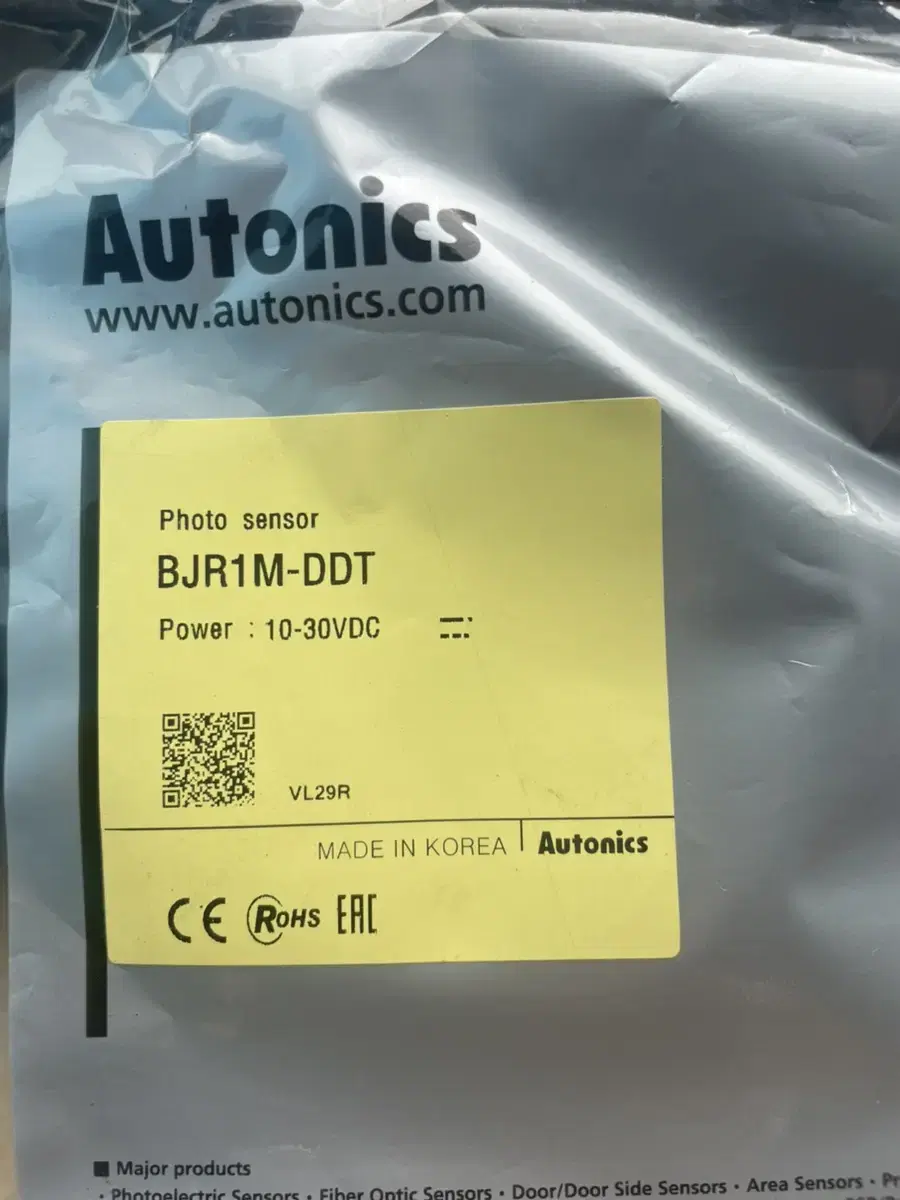 Autonics
www.autonics.com
Photo sensor
BJR1M-DDT
Power : 10-30VDC
VL29R
MADE IN KOREA
Autonics
CE RoHS EAC
■ Major products
· Photoelectric Sensors · Fiber Optic Sensors · Door/Door Side Sensors · Area Sensors ·